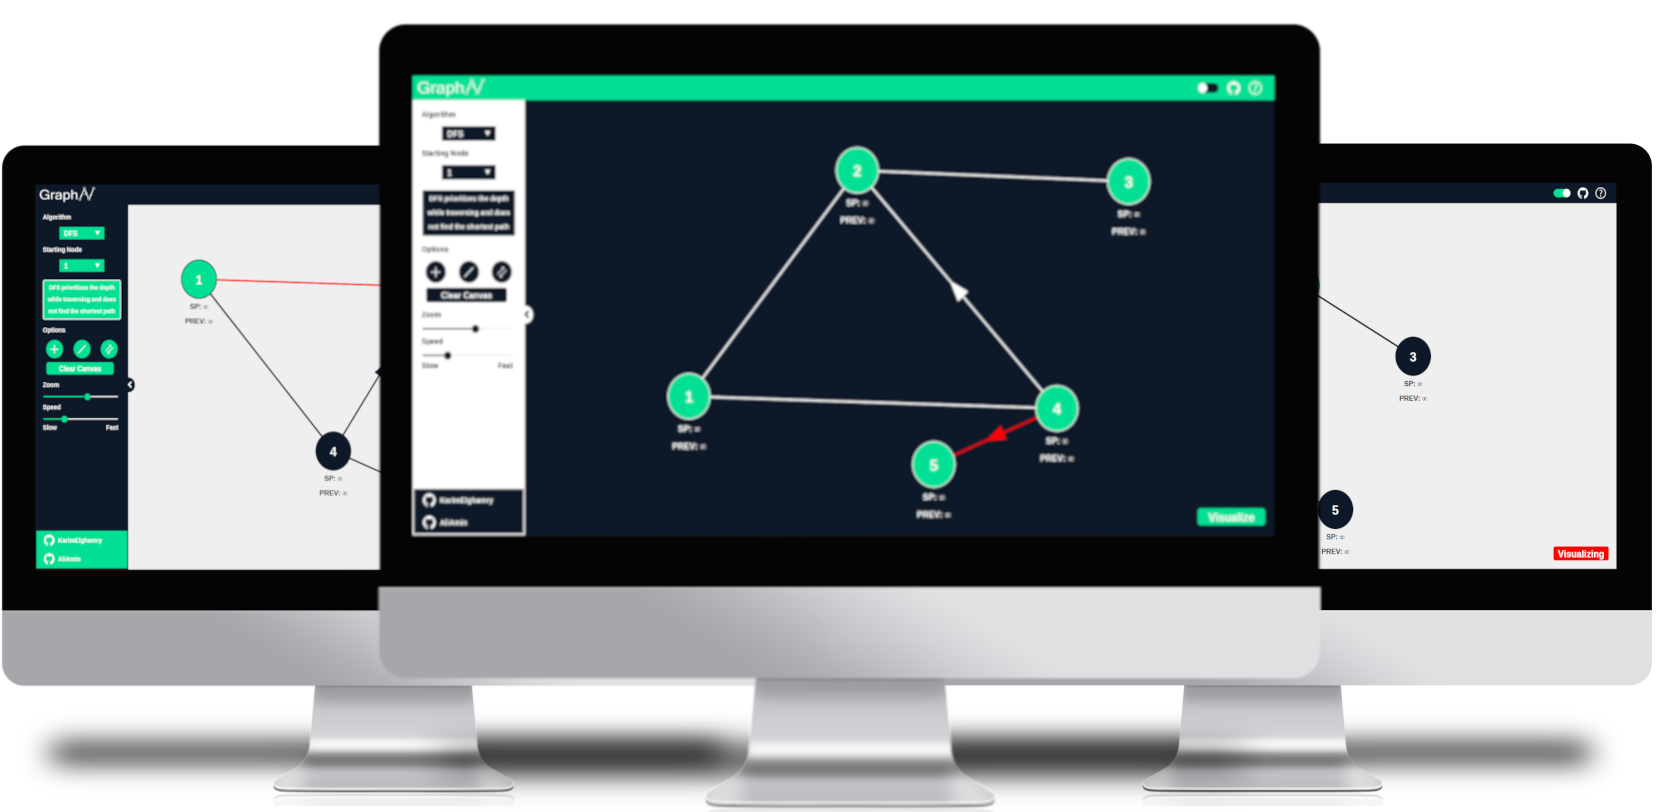 GraphΛV
Algorithm
DFS
Starting Node
1
DFS prioritizes the depth
while traversing and does
not find the shortest path
Options
Clear Canvas
Zoom
Speed
Slow Fast
KarimElghamry
AliAmin
1
SP: ∞
PREV: ∞
4
SP: ∞
PREV: ∞
GraphΛV
Algorithm
DFS
Starting Node
1
DFS prioritizes the depth
while traversing and does
not find the shortest path
Options
Clear Canvas
Zoom
Speed
Slow Fast
KarimElghamry
AliAmin
2
SP: ∞
PREV: ∞
3
SP: ∞
PREV: ∞
1
SP: ∞
PREV: ∞
4
SP: ∞
PREV: ∞
5
SP: ∞
PREV: ∞
Visualize
3
SP: ∞
PREV: ∞
5
SP: ∞
PREV: ∞
Visualizing